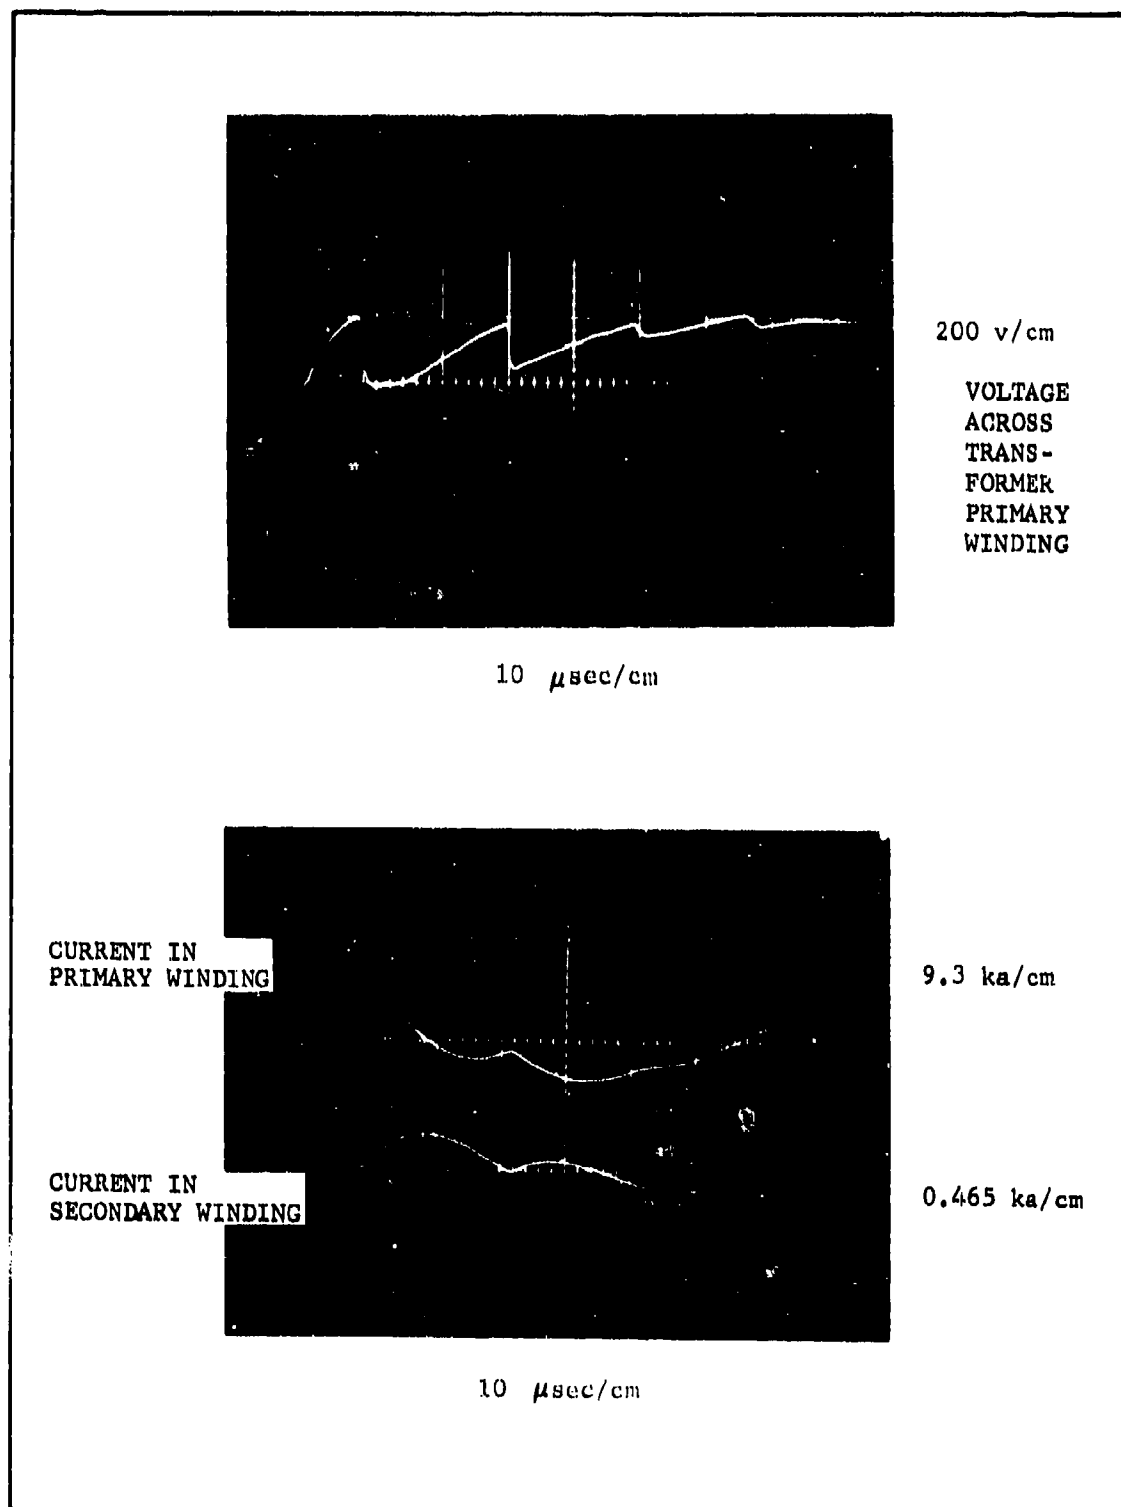 200 v/cm
VOLTAGE
ACROSS
TRANS-
FORMER
PRIMARY
WINDING
10 μsec/cm
CURRENT IN
PRIMARY WINDING
9.3 ka/cm
CURRENT IN
SECONDARY WINDING
0.465 ka/cm
10 μsec/cm